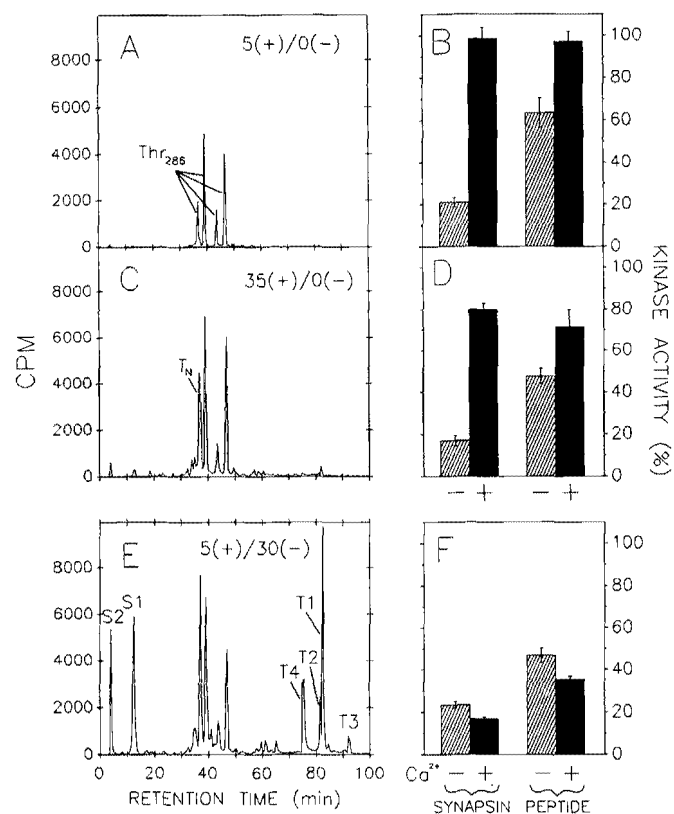 A 5(+)/0(-)
8000
6000
4000
2000
0
Thr286
B
100
80
60
40
20
0
C 35(+)/0(-)
8000
6000
4000
2000
0
TN
D
100
80
60
40
20
0
− + − +
CPM
KINASE ACTIVITY (%)
E 5(+)/30(-)
8000
6000
4000
2000
0
S2 S1 T4 T2 T1 T3
0 20 40 60 80 100
RETENTION TIME (min)
F
100
80
60
40
20
0
Ca2+ − + − +
SYNAPSIN PEPTIDE